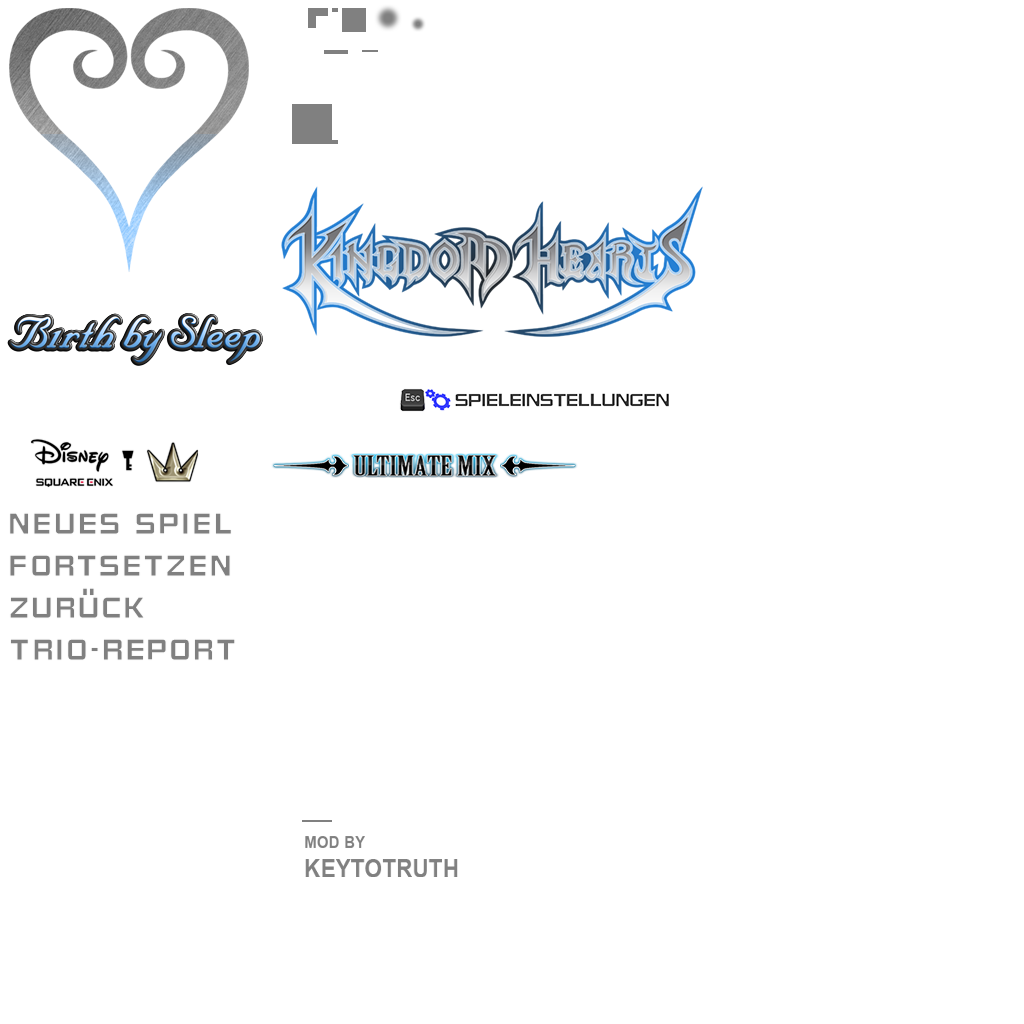 KINGDOM HEARTS
Birth by Sleep
Esc SPIELEINSTELLUNGEN
DISNEY
SQUARE ENIX
ULTIMATE MIX
NEUES SPIEL
FORTSETZEN
ZURÜCK
TRIO-REPORT
MOD BY
KEYTOTRUTH